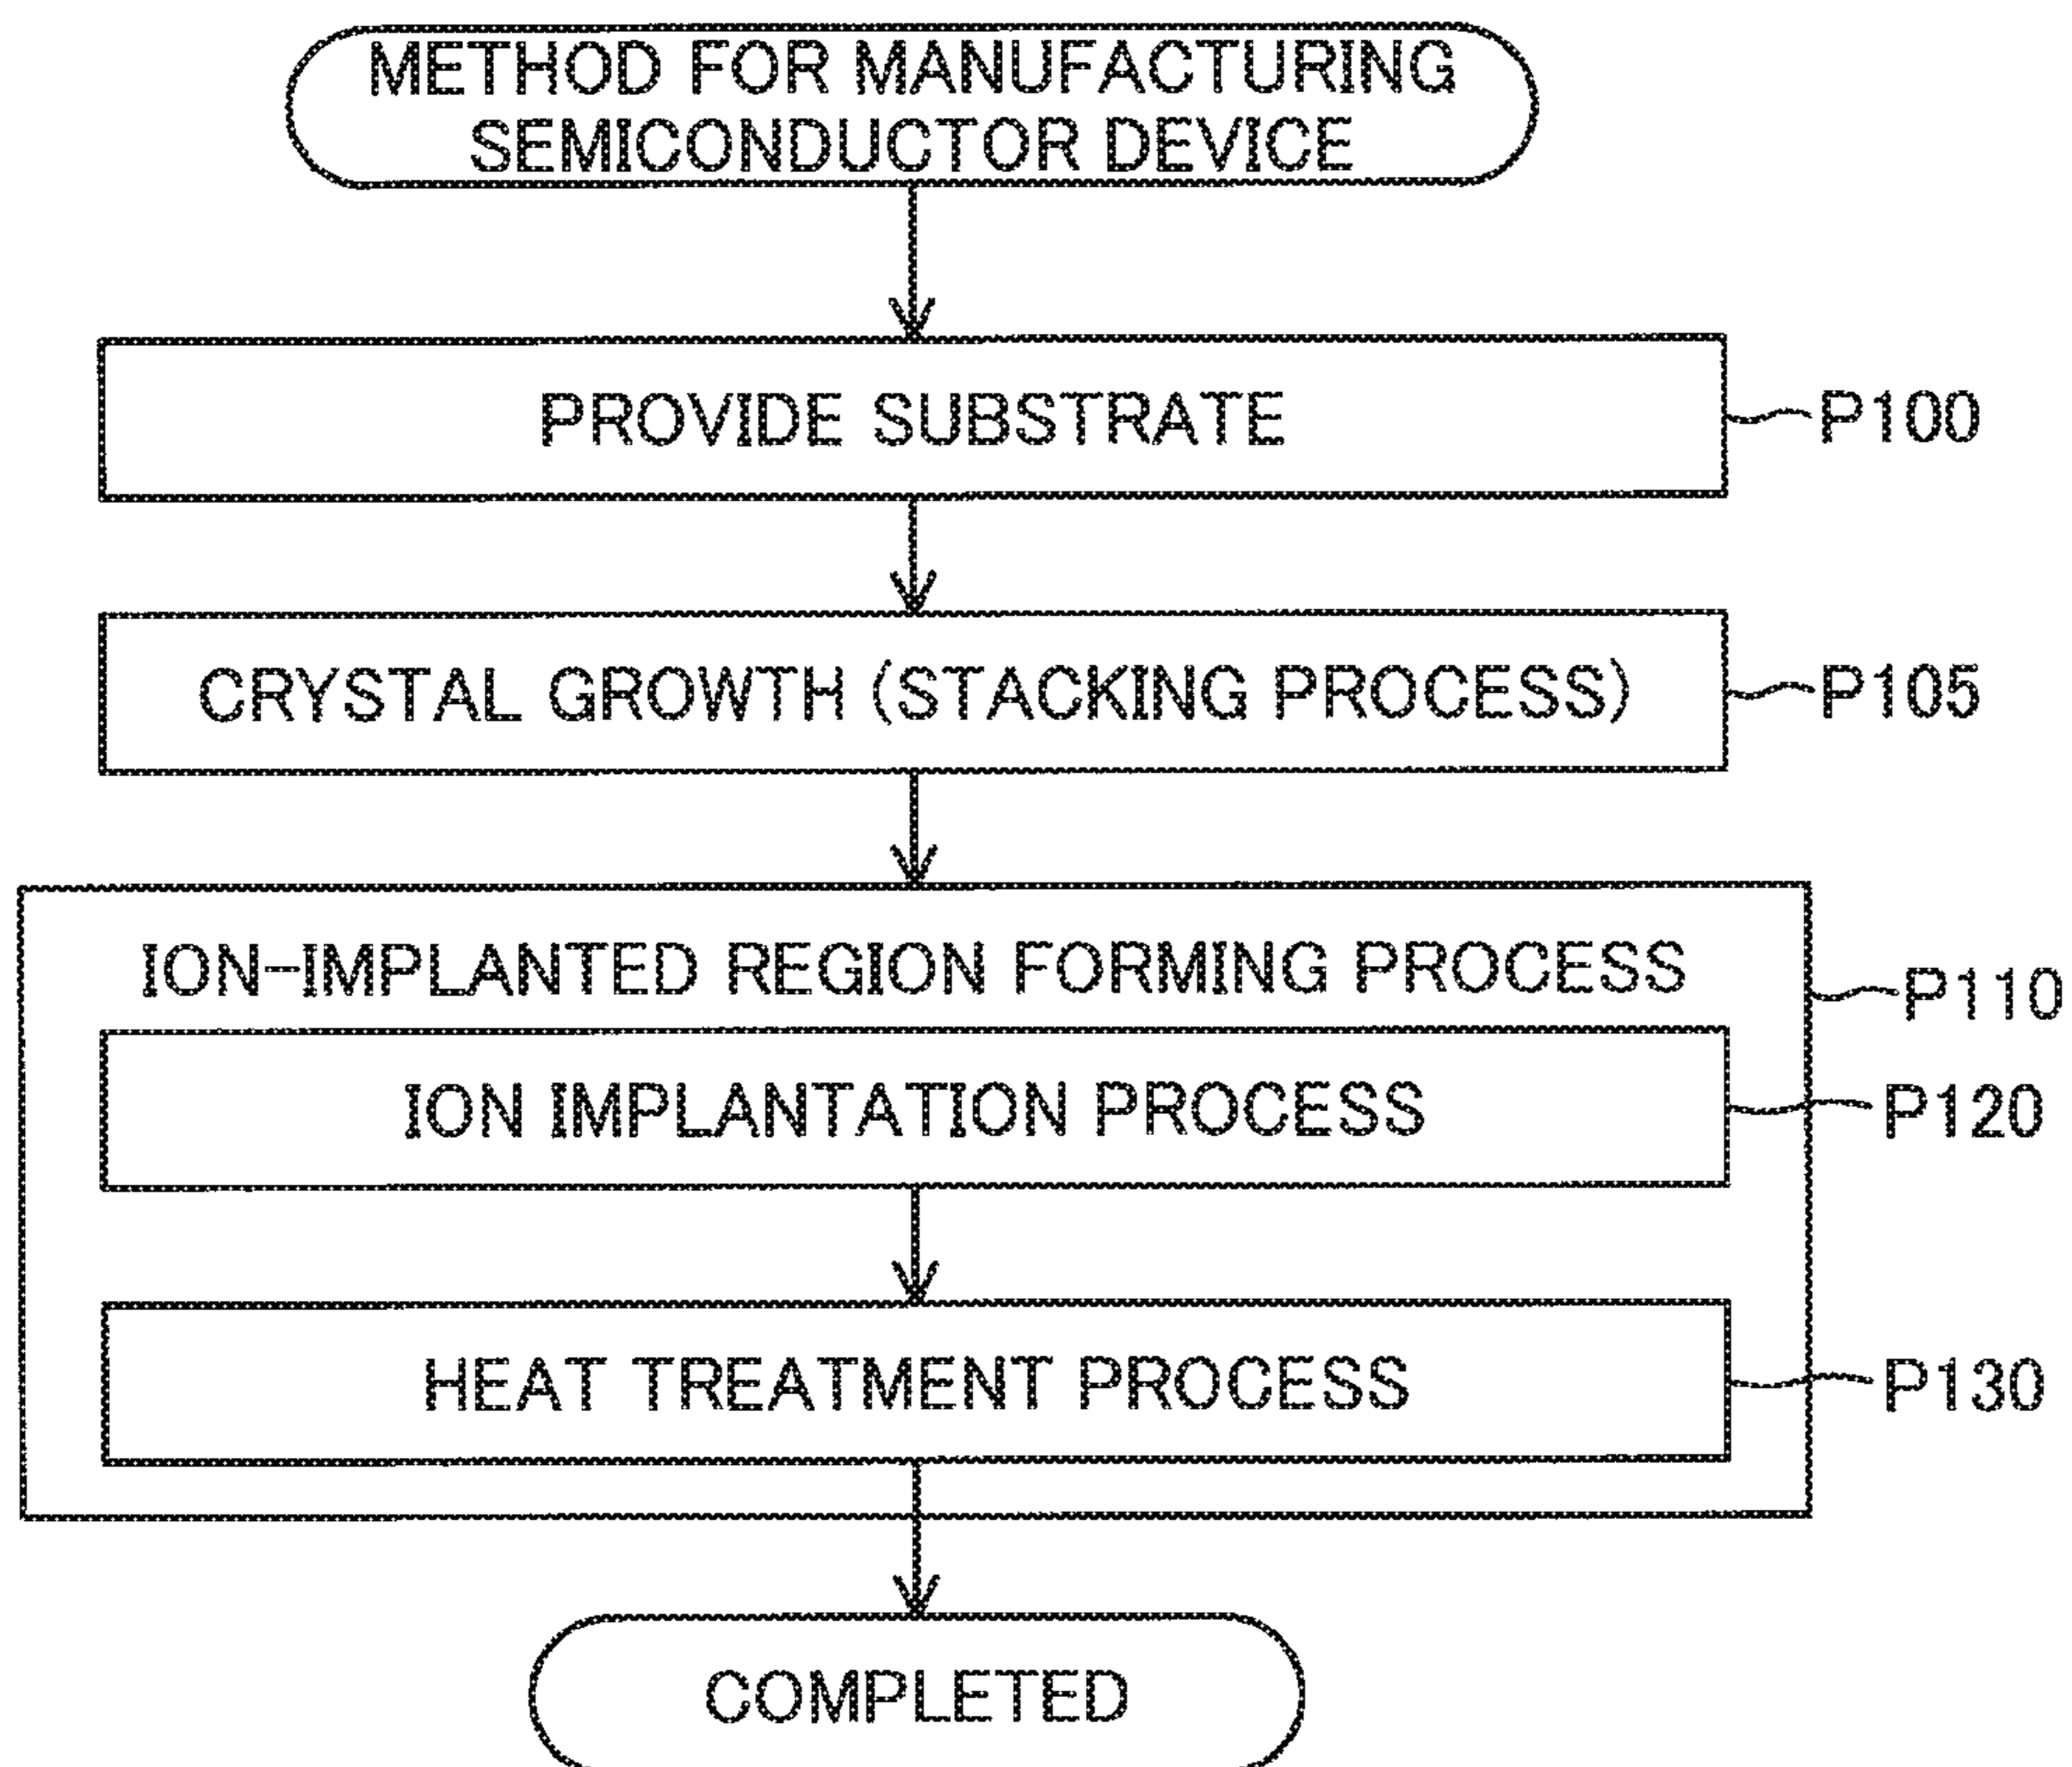 METHOD FOR MANUFACTURING
SEMICONDUCTOR DEVICE
PROVIDE SUBSTRATE
P100
CRYSTAL GROWTH (STACKING PROCESS)
P105
ION-IMPLANTED REGION FORMING PROCESS
P110
ION IMPLANTATION PROCESS
P120
HEAT TREATMENT PROCESS
P130
COMPLETED